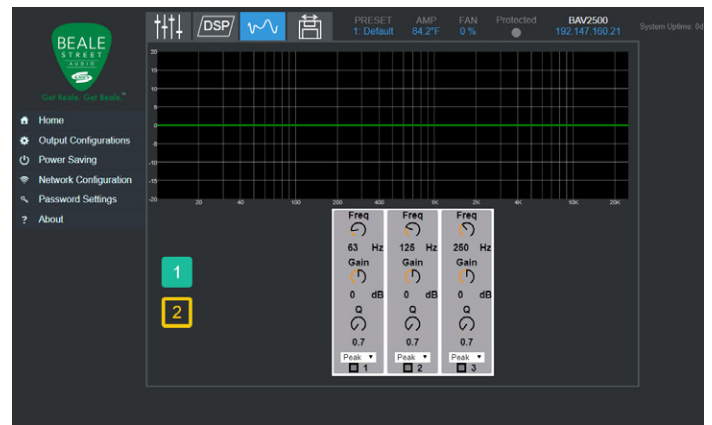 BEALE
STREET
AUDIO
Get Reale. Get Beale.™
Home
Output Configurations
Power Saving
Network Configuration
Password Settings
? About
DSP
PRESET
1: Default
AMP
84.2°F
FAN
0 %
Protected
BAV2500
192.147.160.21
System Uptime: 0d
20
15
10
5
0
-5
-10
-15
-20
20 40 100 200 400 1K 2K 4K 10K 20K
1
2
Freq Freq Freq
63 Hz 125 Hz 250 Hz
Gain Gain Gain
0 dB 0 dB 0 dB
Q Q Q
0.7 0.7 0.7
Peak Peak Peak
1 2 3